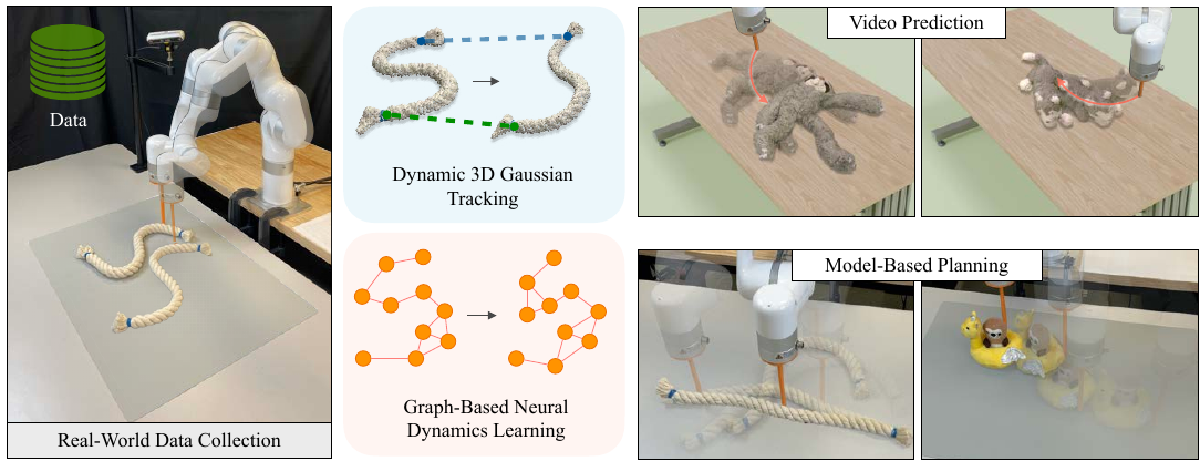 Data
Real-World Data Collection
Dynamic 3D Gaussian
Tracking
Graph-Based Neural
Dynamics Learning
Video Prediction
Model-Based Planning